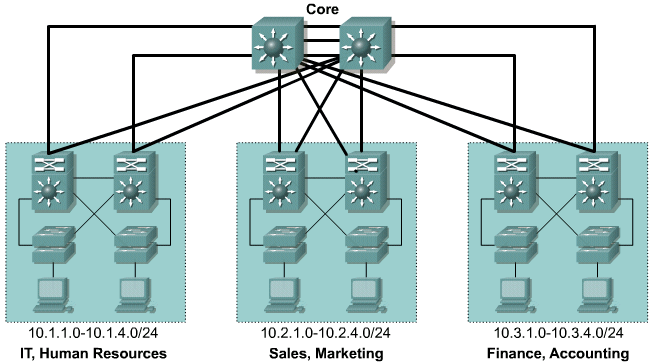 Core
10.1.1.0-10.1.4.0/24
10.2.1.0-10.2.4.0/24
10.3.1.0-10.3.4.0/24
IT, Human Resources
Sales, Marketing
Finance, Accounting